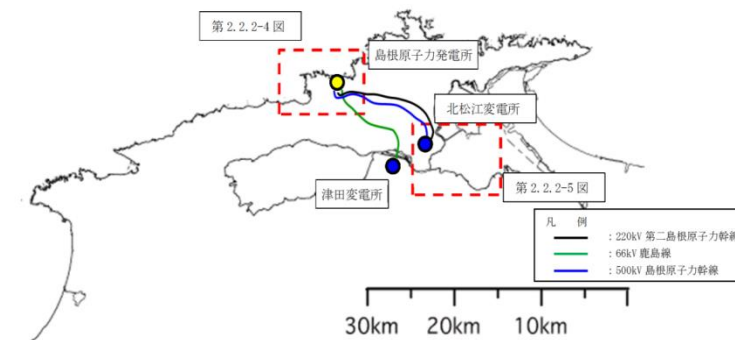 第2.2.2-4図
島根原子力発電所
北松江変電所
津田変電所
第2.2.2-5図
凡 例
：220kV 第二島根原子力幹線
：66kV 鹿島線
：500kV 島根原子力幹線
30km 20km 10km